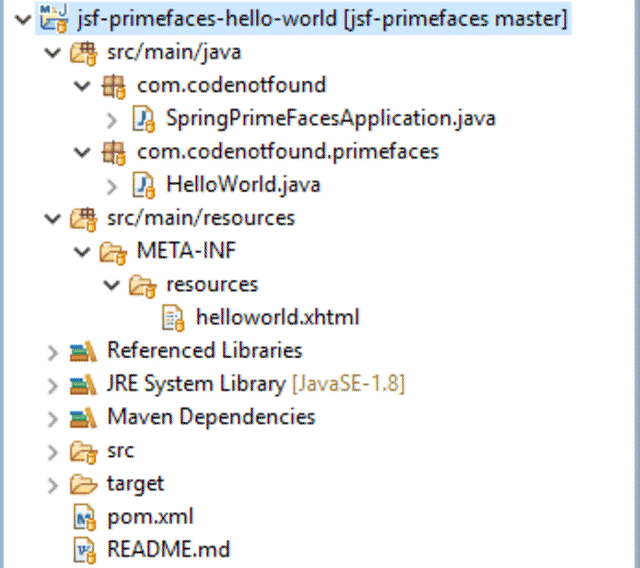 jsf-primefaces-hello-world [jsf-primefaces master]
src/main/java
com.codenotfound
SpringPrimeFacesApplication.java
com.codenotfound.primefaces
HelloWorld.java
src/main/resources
META-INF
resources
helloworld.xhtml
Referenced Libraries
JRE System Library [JavaSE-1.8]
Maven Dependencies
src
target
pom.xml
README.md